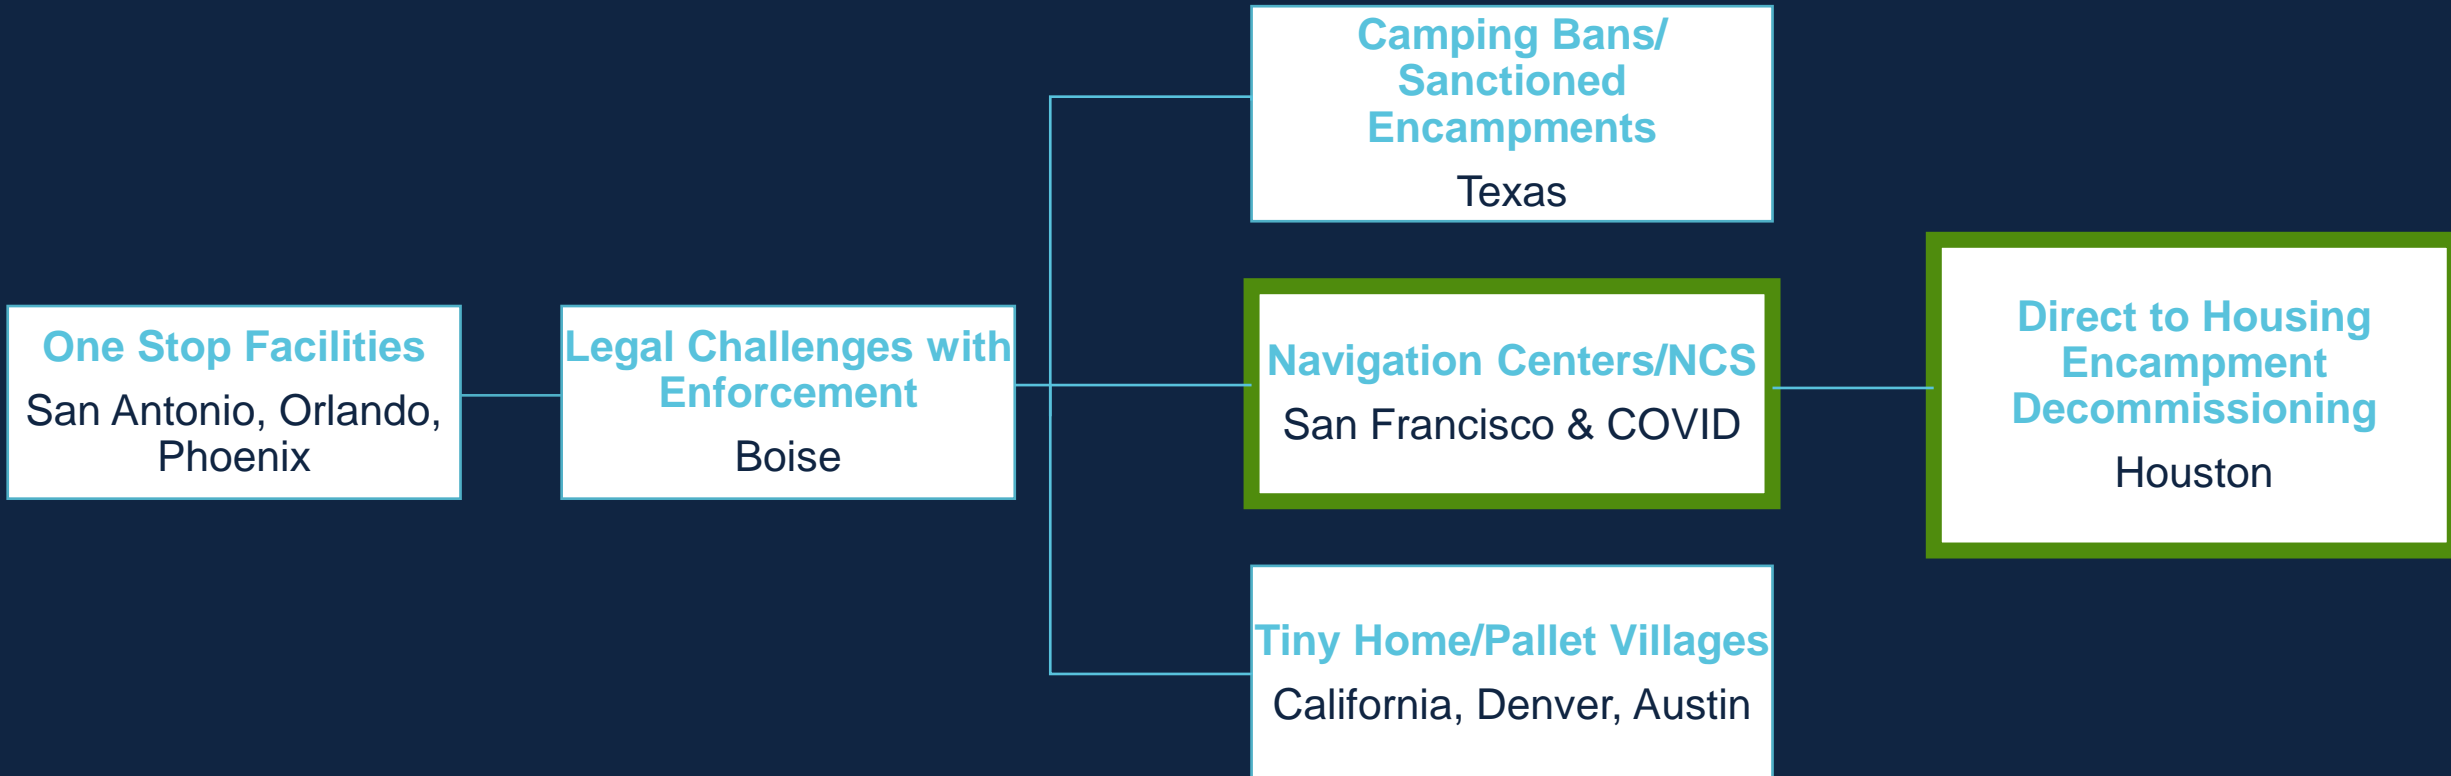 One Stop Facilities
San Antonio, Orlando,
Phoenix
Legal Challenges with
Enforcement
Boise
Camping Bans/
Sanctioned
Encampments
Texas
Navigation Centers/NCS
San Francisco & COVID
Tiny Home/Pallet Villages
California, Denver, Austin
Direct to Housing
Encampment
Decommissioning
Houston